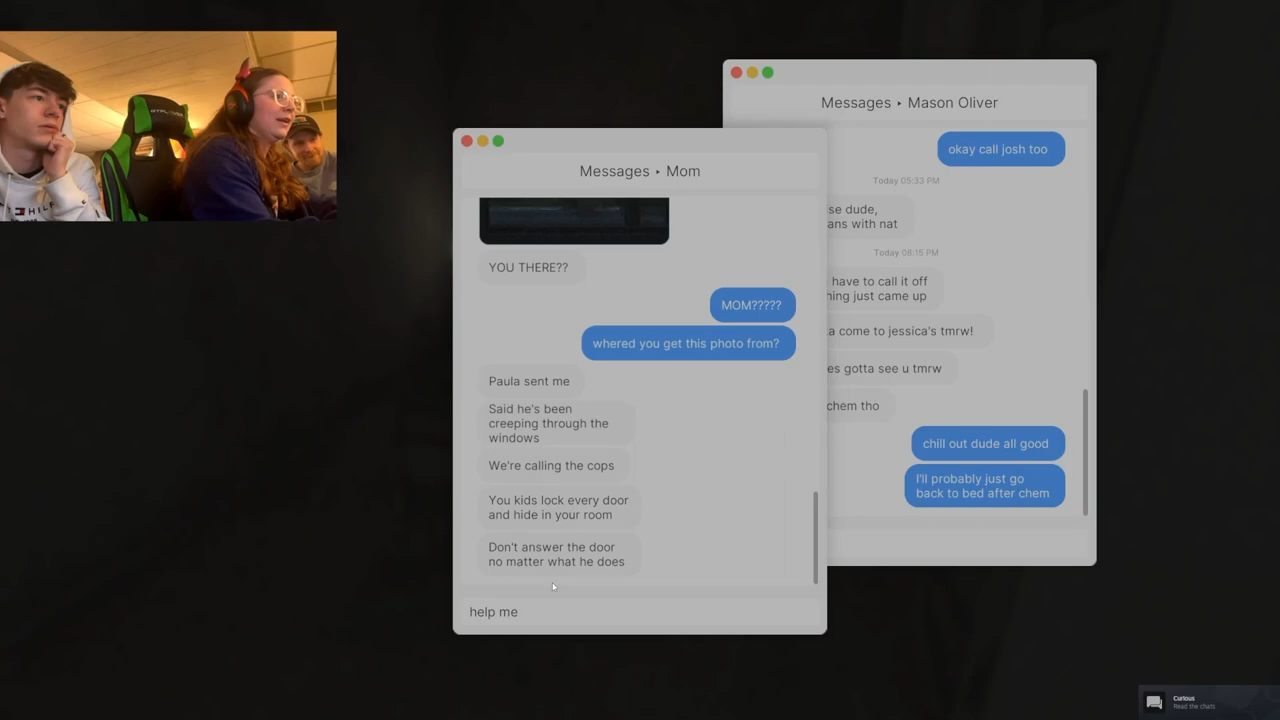 Messages ▸ Mason Oliver
okay call josh too
Today 05:33 PM
se dude,
ans with nat
Today 08:15 PM
have to call it off
hing just came up
a come to jessica's tmrw!
es gotta see u tmrw
chem tho
chill out dude all good
I'll probably just go
back to bed after chem
Messages ▸ Mom
YOU THERE??
MOM?????
whered you get this photo from?
Paula sent me
Said he's been
creeping through the
windows
We're calling the cops
You kids lock every door
and hide in your room
Don't answer the door
no matter what he does
help me
HILF
Curious
Read the chats